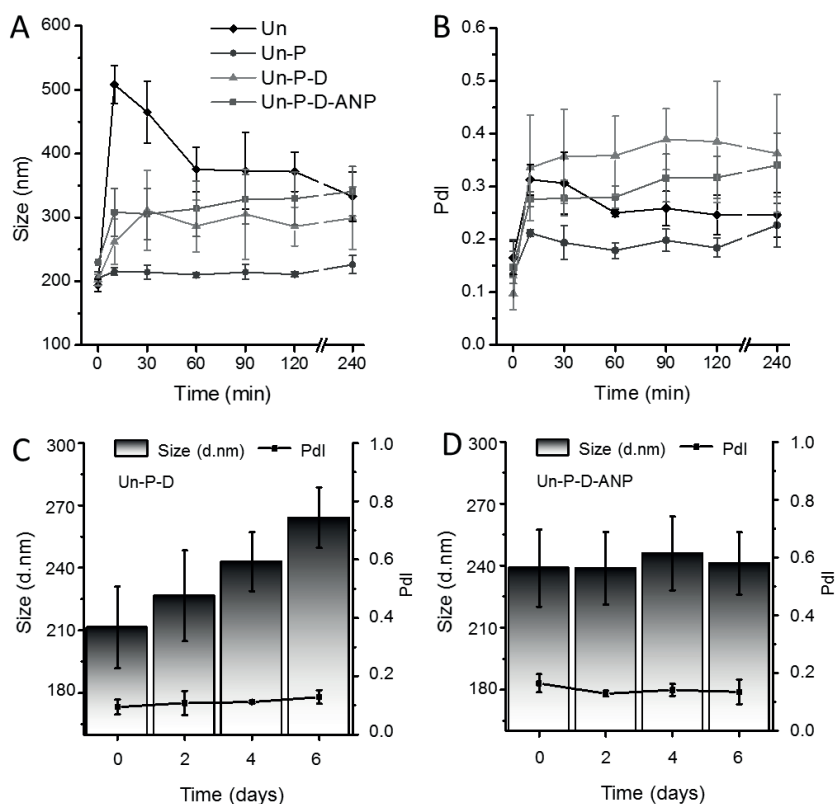 A
Un
Un-P
Un-P-D
Un-P-D-ANP
600
500
400
300
200
100
Size (nm)
0 30 60 90 120 240
Time (min)
B
0.6
0.5
0.4
0.3
0.2
0.1
0.0
PdI
0 30 60 90 120 240
Time (min)
C
Size (d.nm) PdI
Un-P-D
300
270
240
210
180
Size (d.nm)
1.0
0.8
0.6
0.4
0.2
0.0
PdI
0 2 4 6
Time (days)
D
Size (d.nm) PdI
Un-P-D-ANP
300
270
240
210
180
Size (d.nm)
1.0
0.8
0.6
0.4
0.2
0.0
PdI
0 2 4 6
Time (days)